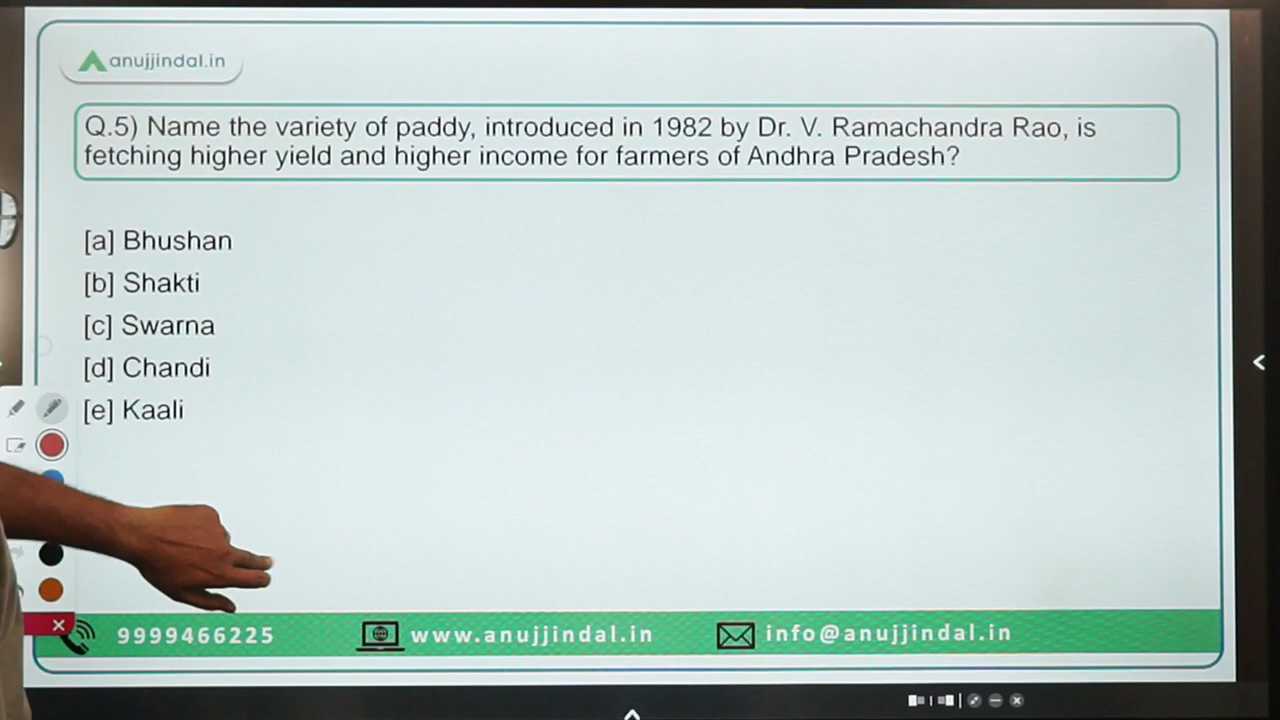 anujjindal.in
Q.5) Name the variety of paddy, introduced in 1982 by Dr. V. Ramachandra Rao, is
fetching higher yield and higher income for farmers of Andhra Pradesh?
[a] Bhushan
[b] Shakti
[c] Swarna
[d] Chandi
[e] Kaali
9999466225 www.anujjindal.in info@anujjindal.in